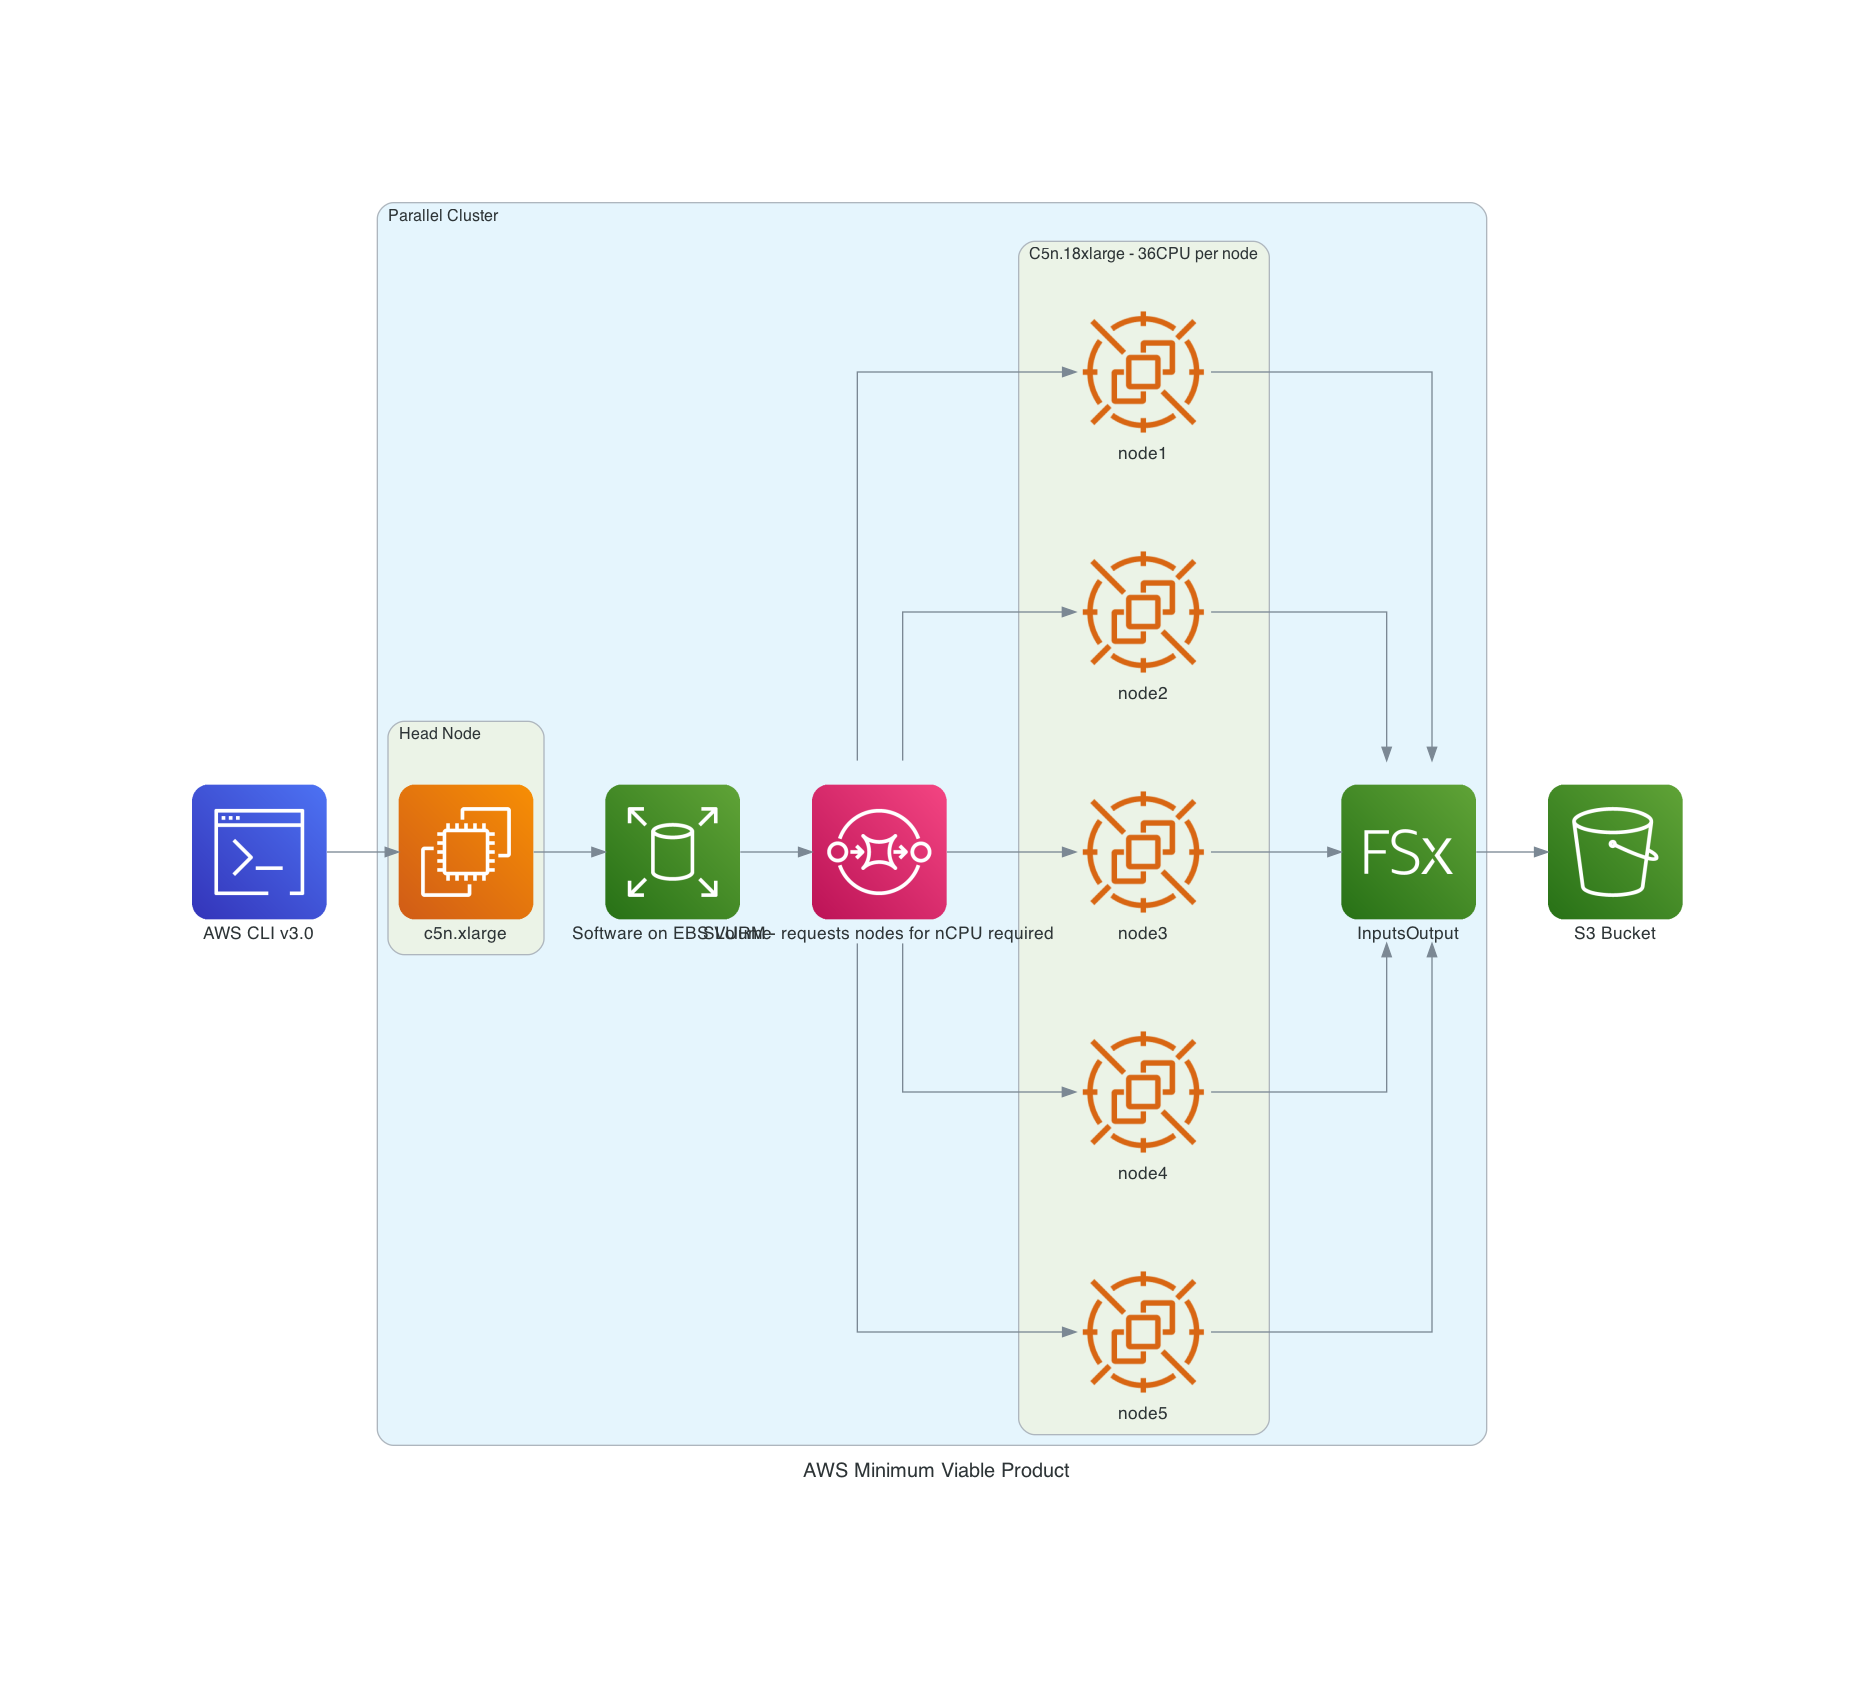 Parallel Cluster
C5n.18xlarge - 36CPU per node
node1
node2
Head Node
FSx
AWS CLI v3.0
c5n.xlarge
Software on EBS Volume
SLURM - requests nodes for nCPU required
node3
InputsOutput
S3 Bucket
node4
node5
AWS Minimum Viable Product